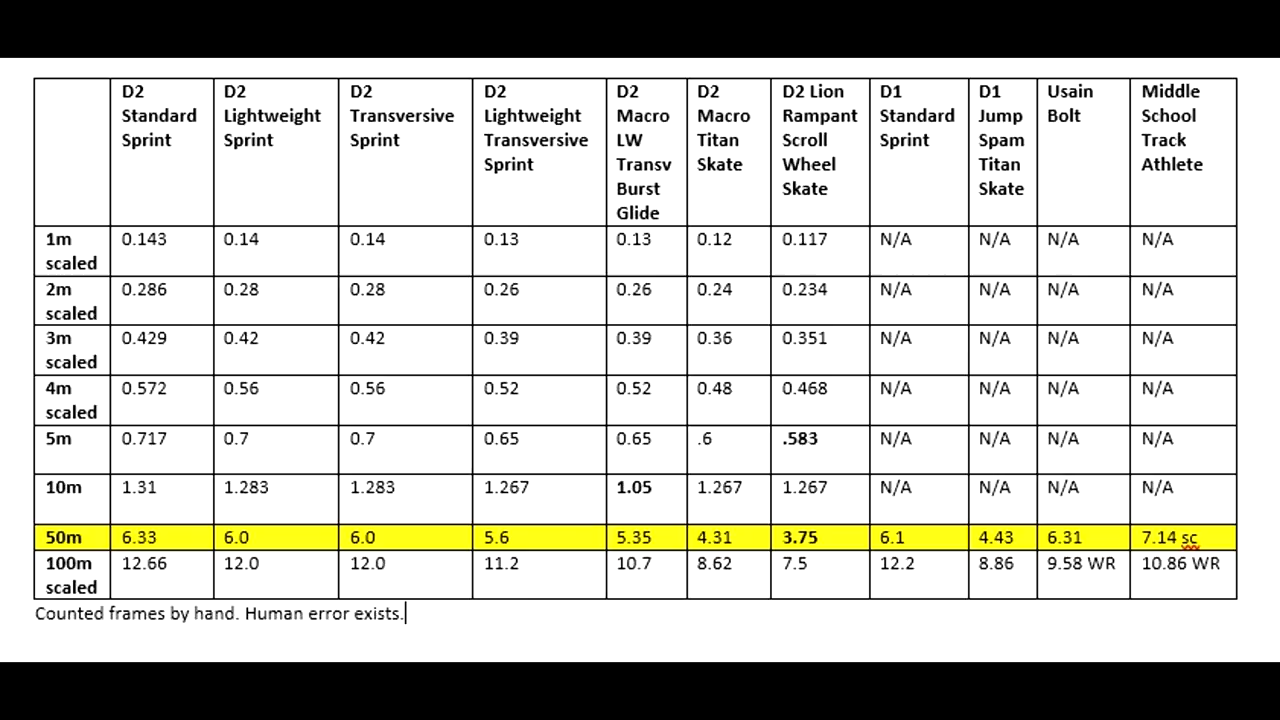 D2 Standard Sprint D2 Lightweight Sprint D2 Transversive Sprint D2 Lightweight Transversive Sprint D2 Macro LW Transv Burst Glide D2 Macro Titan Skate D2 Lion Rampant Scroll Wheel Skate D1 Standard Sprint D1 Jump Spam Titan Skate Usain Bolt Middle School Track Athlete
1m scaled 0.143 0.14 0.14 0.13 0.13 0.12 0.117 N/A N/A N/A N/A
2m scaled 0.286 0.28 0.28 0.26 0.26 0.24 0.234 N/A N/A N/A N/A
3m scaled 0.429 0.42 0.42 0.39 0.39 0.36 0.351 N/A N/A N/A N/A
4m scaled 0.572 0.56 0.56 0.52 0.52 0.48 0.468 N/A N/A N/A N/A
5m 0.717 0.7 0.7 0.65 0.65 .6 .583 N/A N/A N/A N/A
10m 1.31 1.283 1.283 1.267 1.05 1.267 1.267 N/A N/A N/A N/A
50m 6.33 6.0 6.0 5.6 5.35 4.31 3.75 6.1 4.43 6.31 7.14 sc
100m scaled 12.66 12.0 12.0 11.2 10.7 8.62 7.5 12.2 8.86 9.58 WR 10.86 WR
Counted frames by hand. Human error exists.